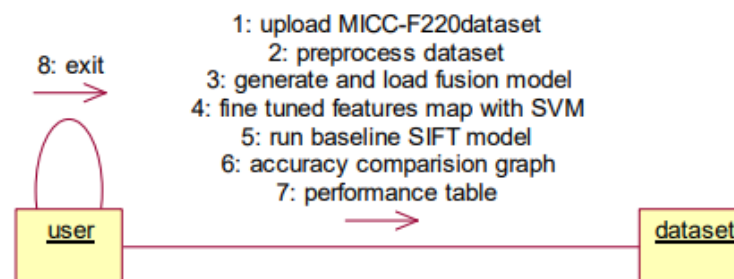 1: upload MICC-F220dataset
2: preprocess dataset
8: exit
3: generate and load fusion model
4: fine tuned features map with SVM
5: run baseline SIFT model
6: accuracy comparision graph
7: performance table
user
dataset